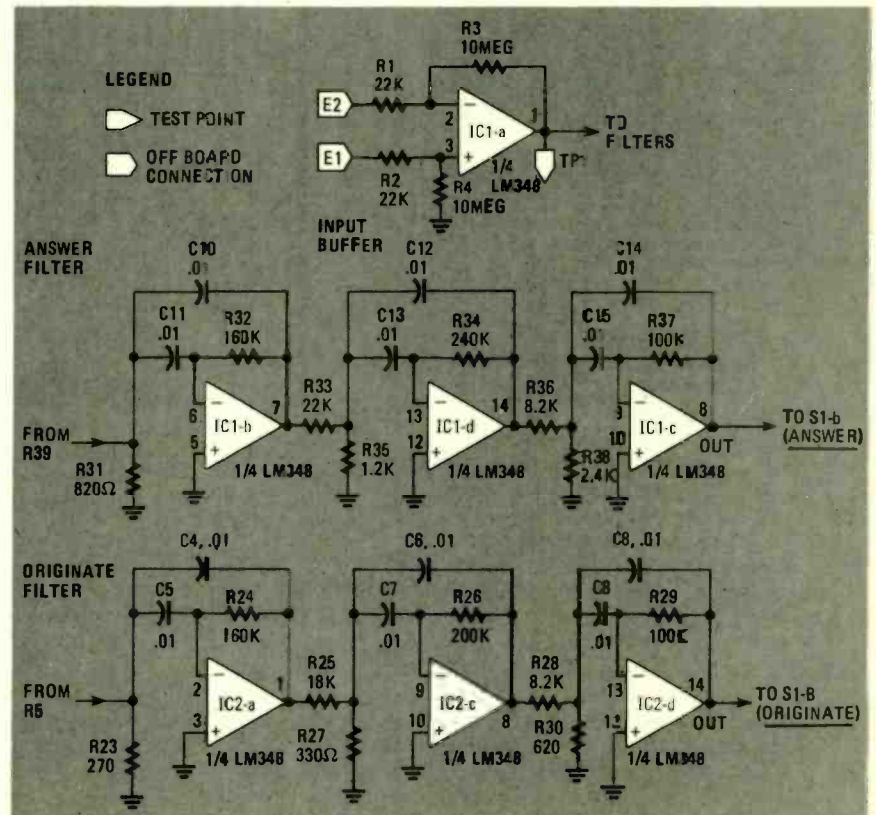 LEGEND
TEST POINT
OFF BOARD
CONNECTION
R3
10MEG
R1
22K
E2
2
IC1-a
1
TO
FILTERS
E1
3
R2
22K
R4
10MEG
1/4
LM348
TP1
INPUT
BUFFER
ANSWER
FILTER
C10
.01
C11
.01
R32
160K
6
5
IC1-b
7
FROM
R39
R31
820Ω
1/4 LM348
R33
22K
C12
.01
C13
.01
R34
240K
13
12
IC1-d
14
R35
1.2K
1/4 LM348
R36
8.2K
C14
.01
C15
.01
R37
100K
9
10
IC1-c
8
OUT
R38
2.4K
1/4 LM348
TO S1-b
(ANSWER)
ORIGINATE
FILTER
C4, .01
C5
.01
R24
160K
2
3
IC2-a
1
FROM
R5
R23
270
1/4 LM348
R25
18K
C6, .01
C7
.01
R26
200K
9
10
IC2-c
8
R27
330Ω
1/4 LM348
R28
8.2K
C8, .01
C8
.01
R29
100K
13
12
IC2-d
14
OUT
R30
620
1/4 LM348
TO S1-B
(ORIGINATE)